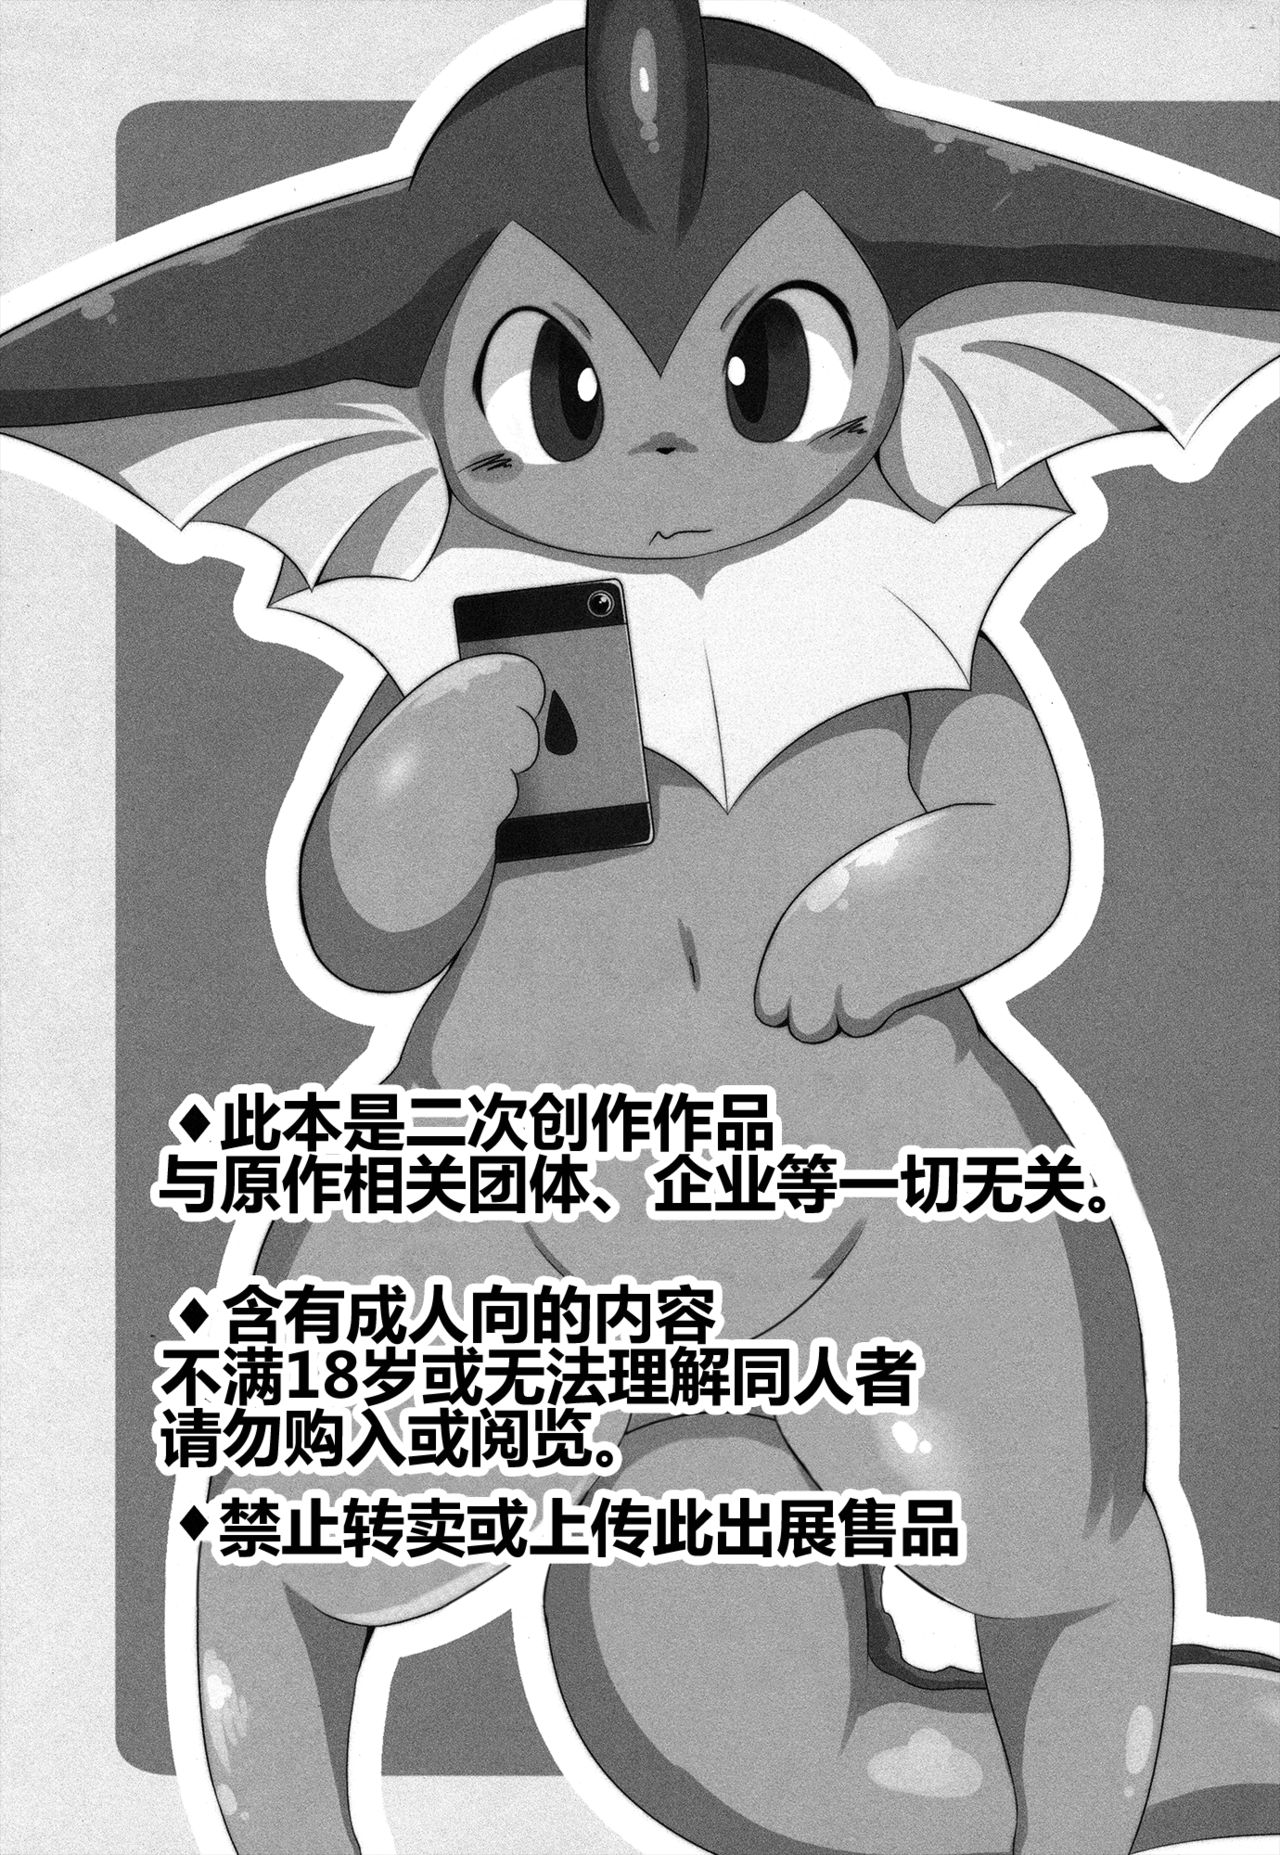 ♦此本是二次创作作品
与原作相关团体、企业等一切无关。
♦含有成人向的内容
不满18岁或无法理解同人者
请勿购入或阅览。
♦禁止转卖或上传此出展售品